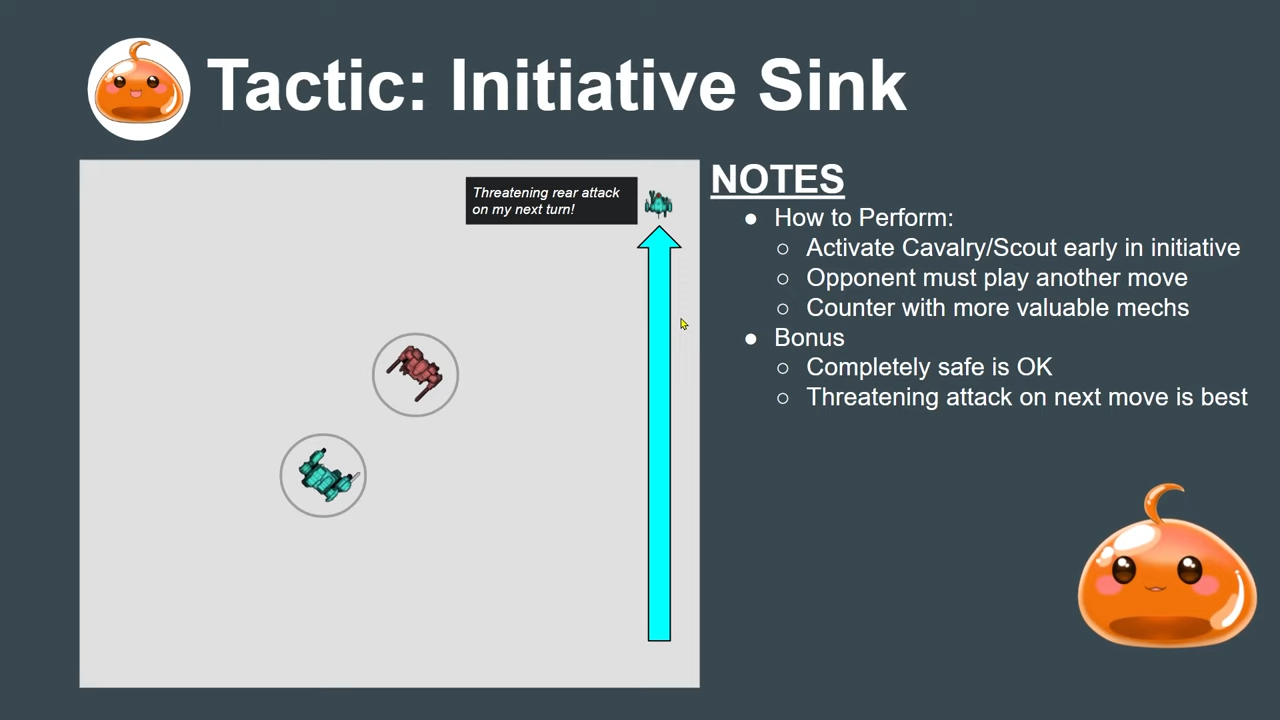 Tactic: Initiative Sink
Threatening rear attack
on my next turn!
NOTES
● How to Perform:
○ Activate Cavalry/Scout early in initiative
○ Opponent must play another move
○ Counter with more valuable mechs
● Bonus
○ Completely safe is OK
○ Threatening attack on next move is best